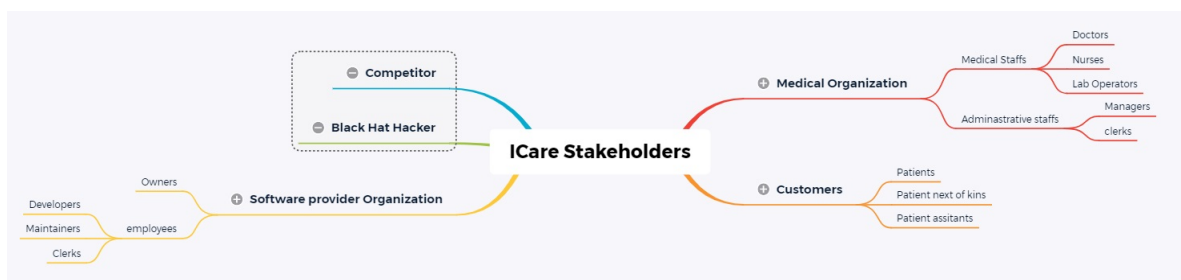 ICare Stakeholders
Competitor
Black Hat Hacker
Software provider Organization
Owners
employees
Developers
Maintainers
Clerks
Medical Organization
Medical Staffs
Doctors
Nurses
Lab Operators
Adminastrative staffs
Managers
clerks
Customers
Patients
Patient next of kins
Patient assitants